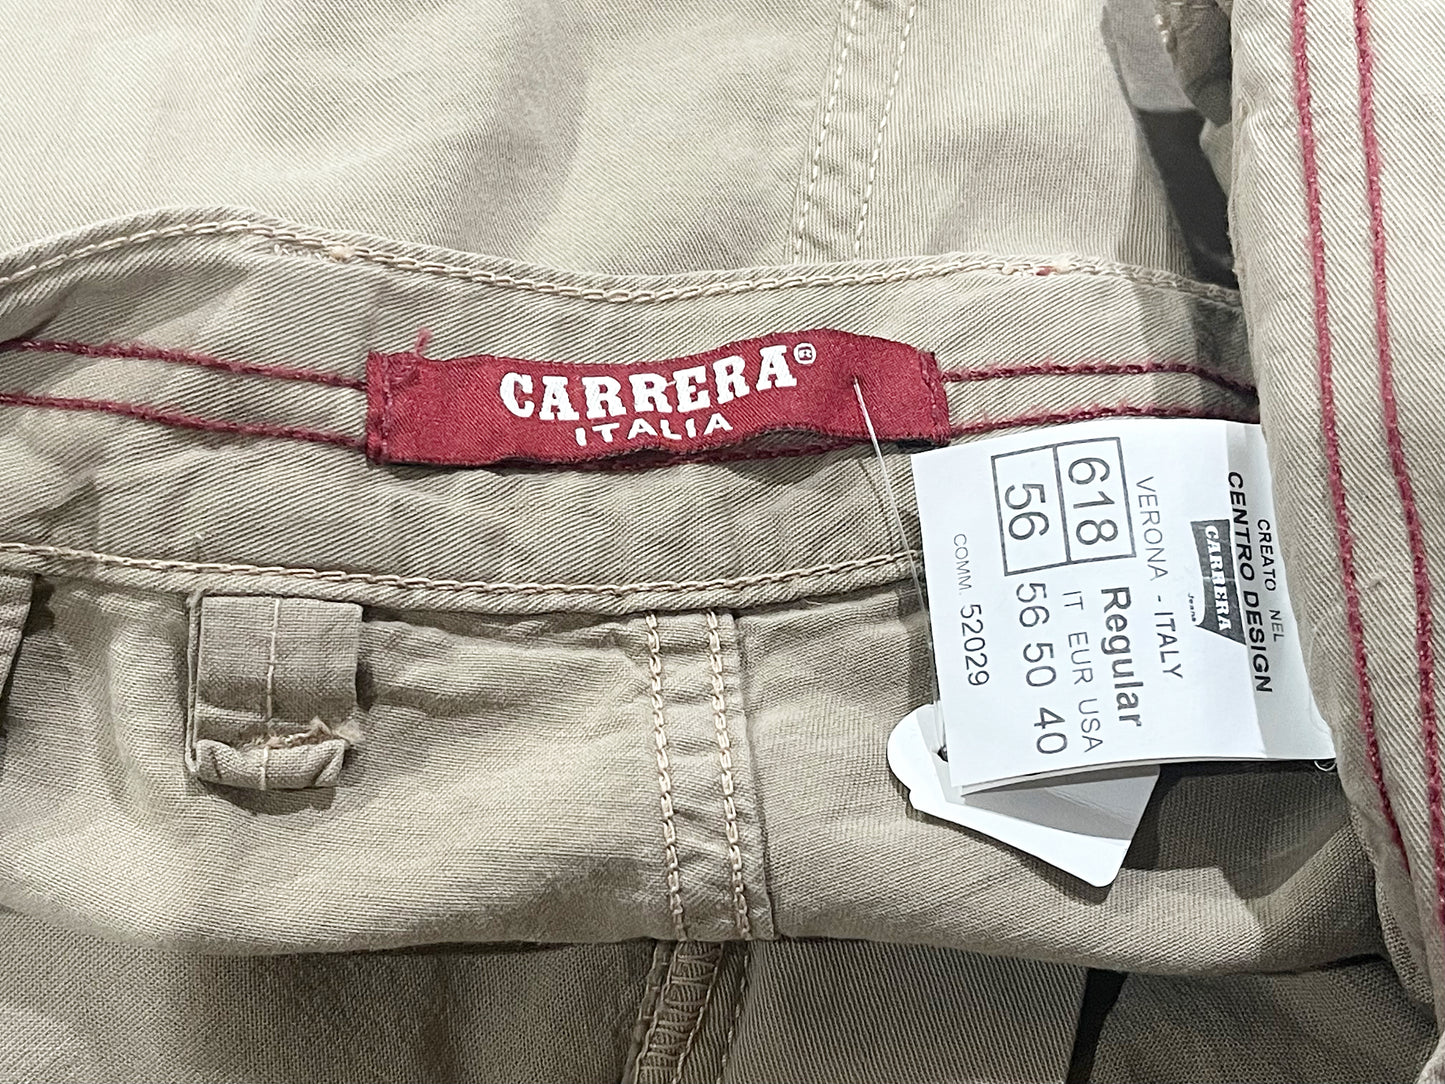 CARRERA®
ITALIA
CREATO NEL
CENTRO DESIGN
CARRERA
Jeans
VERONA - ITALY
618 Regular
IT EUR USA
56 56 50 40
COMM. 52029